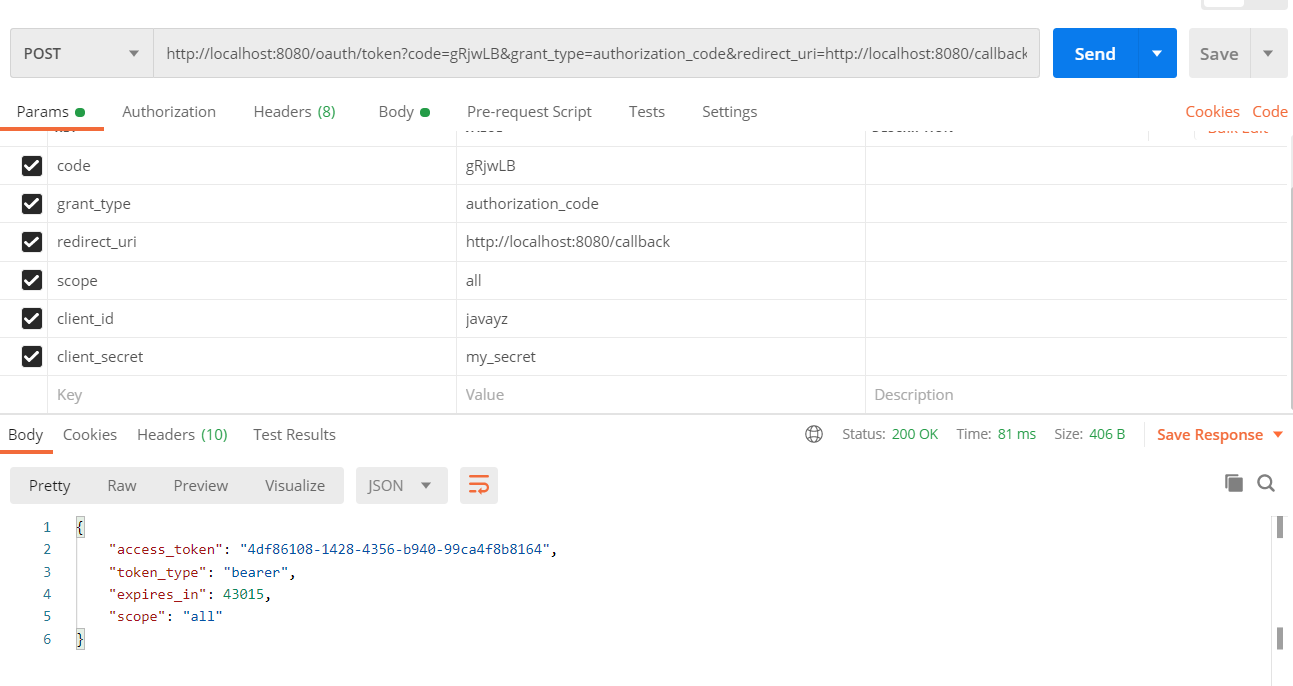 POST http://localhost:8080/oauth/token?code=gRjwLB&grant_type=authorization_code&redirect_uri=http://localhost:8080/callback Send Save
Params Authorization Headers (8) Body Pre-request Script Tests Settings Cookies Code
code gRjwLB
grant_type authorization_code
redirect_uri http://localhost:8080/callback
scope all
client_id javayz
client_secret my_secret
Key Value Description
Body Cookies Headers (10) Test Results Status: 200 OK Time: 81 ms Size: 406 B Save Response
Pretty Raw Preview Visualize JSON
1 {
2 "access_token": "4df86108-1428-4356-b940-99ca4f8b8164",
3 "token_type": "bearer",
4 "expires_in": 43015,
5 "scope": "all"
6 }